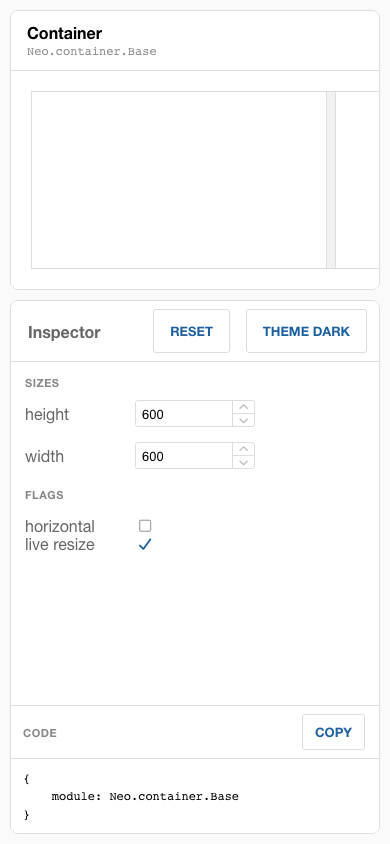 Container
Neo.container.Base
Inspector
RESET
THEME DARK
SIZES
height
600
width
600
FLAGS
horizontal
live resize
CODE
COPY
{
module: Neo.container.Base
}